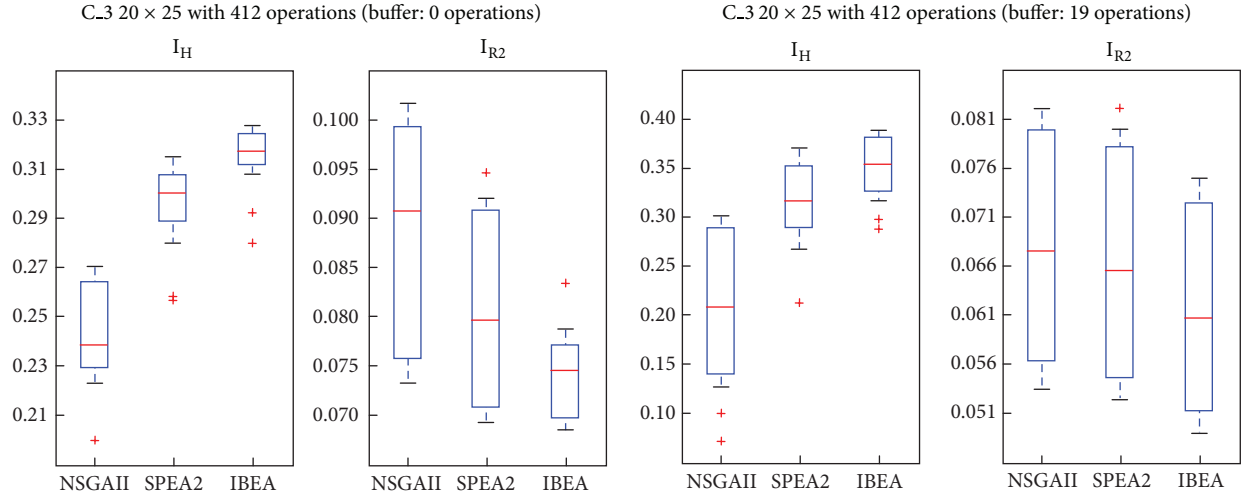 C_3 20 × 25 with 412 operations (buffer: 0 operations)
I_H
0.33
0.31
0.29
0.27
0.25
0.23
0.21
NSGAII SPEA2 IBEA
I_R2
0.100
0.095
0.090
0.085
0.080
0.075
0.070
NSGAII SPEA2 IBEA
C_3 20 × 25 with 412 operations (buffer: 19 operations)
I_H
0.40
0.35
0.30
0.25
0.20
0.15
0.10
NSGAII SPEA2 IBEA
I_R2
0.081
0.076
0.071
0.066
0.061
0.056
0.051
NSGAII SPEA2 IBEA